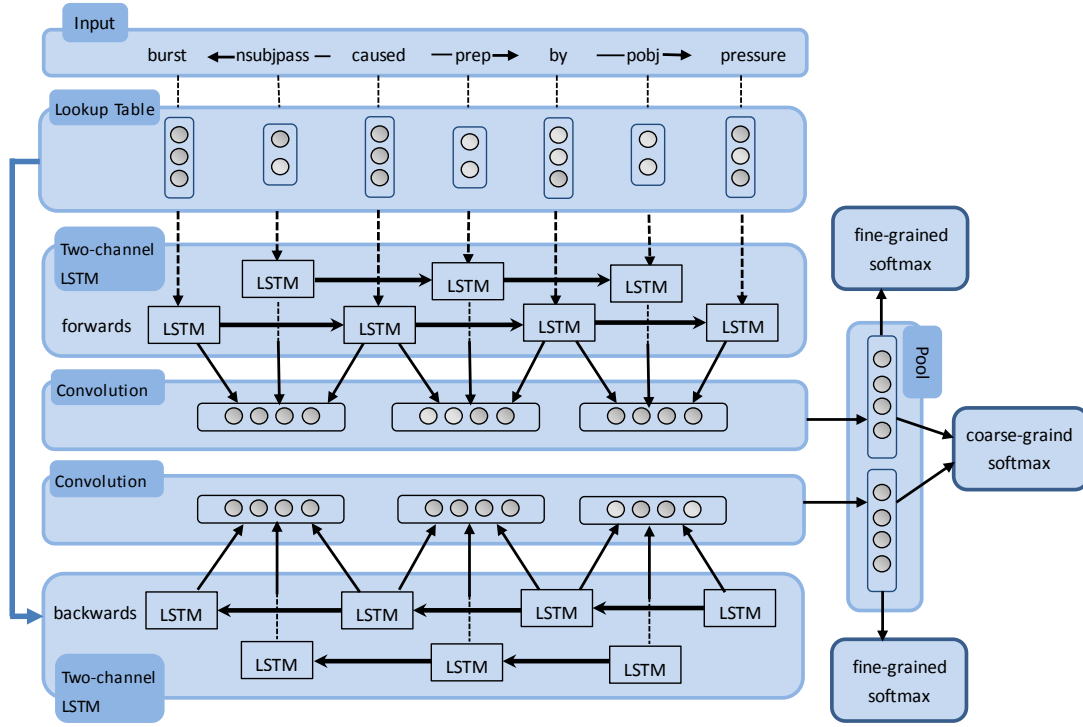 Input
burst nsubjpass caused prep by pobj pressure
Lookup Table
Two-channel
LSTM
LSTM LSTM LSTM
forwards
LSTM LSTM LSTM LSTM
Convolution
Convolution
backwards
LSTM LSTM LSTM LSTM
LSTM LSTM LSTM
Two-channel
LSTM
fine-grained
softmax
Pool
coarse-graind
softmax
fine-grained
softmax